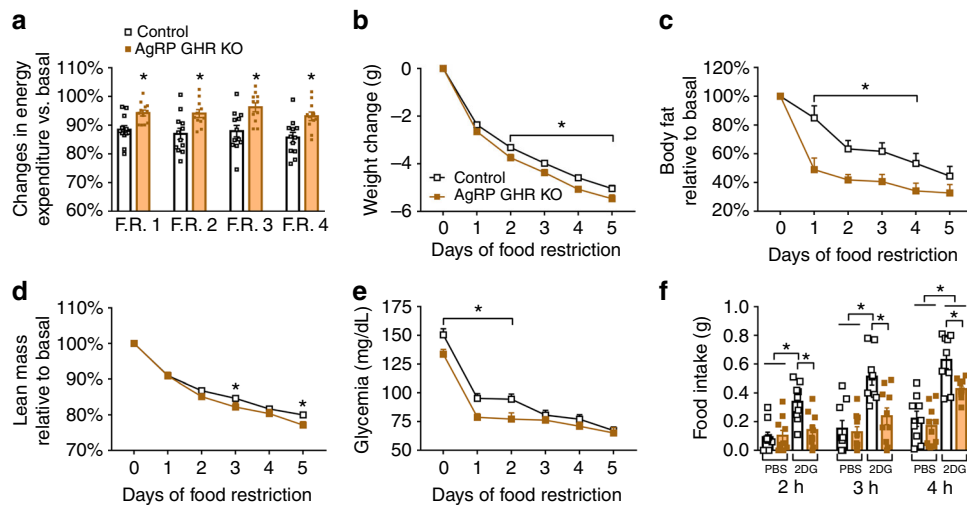 a
Control
AgRP GHR KO
Changes in energy
expenditure vs. basal
110%
100%
90%
80%
70%
60%
* * * *
F.R. 1 F.R. 2 F.R. 3 F.R. 4
b
Weight change (g)
0
−2
−4
−6
*
Control
AgRP GHR KO
0 1 2 3 4 5
Days of food restriction
c
Body fat
relative to basal
120%
100%
80%
60%
40%
20%
*
0 1 2 3 4 5
Days of food restriction
d
Lean mass
relative to basal
110%
100%
90%
80%
70%
* *
0 1 2 3 4 5
Days of food restriction
e
Glycemia (mg/dL)
175
150
125
100
75
50
*
0 1 2 3 4 5
Days of food restriction
f
Food intake (g)
1.0
0.8
0.6
0.4
0.2
0.0
* * * * * *
PBS 2DG PBS 2DG PBS 2DG
2 h 3 h 4 h